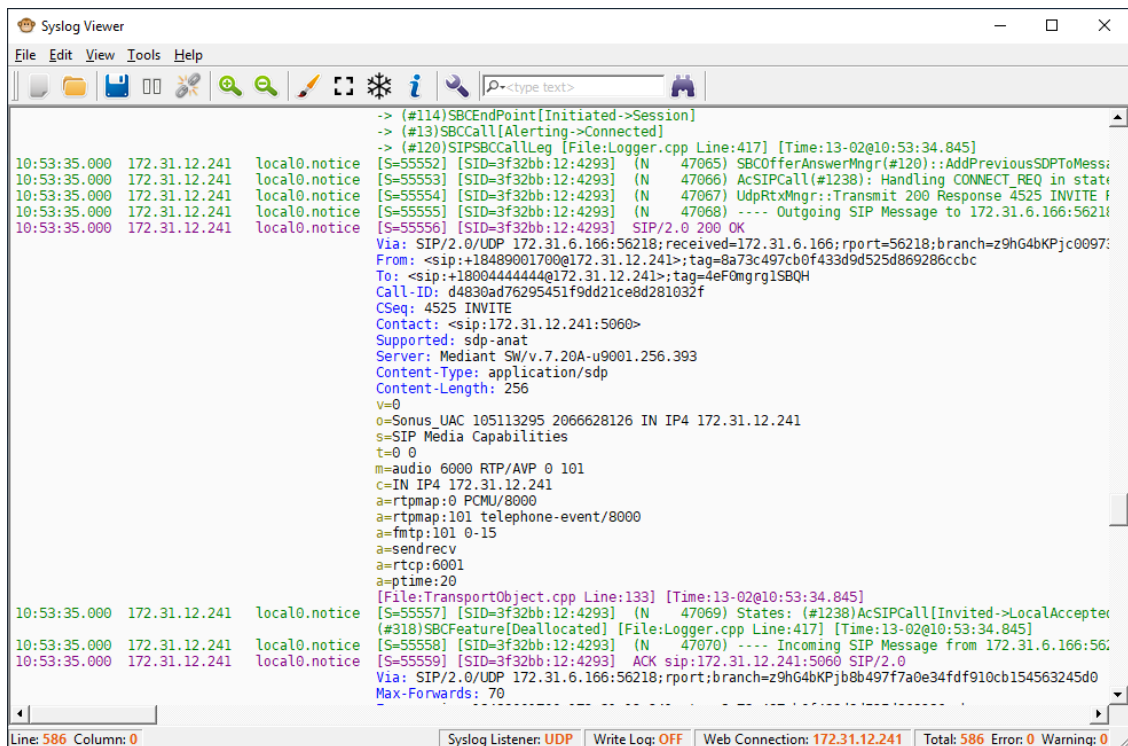 Syslog Viewer
File Edit View Tools Help
<type text>
-> (#114)SBCEndPoint[Initiated->Session]
-> (#13)SBCCall[Alerting->Connected]
-> (#120)SIPSBCCallLeg [File:Logger.cpp Line:417] [Time:13-02@10:53:34.845]
10:53:35.000 172.31.12.241 local0.notice [S=55552] [SID=3f32bb:12:4293] (N 47065) SBCOfferAnswerMngr(#120)::AddPreviousSDPToMessa
10:53:35.000 172.31.12.241 local0.notice [S=55553] [SID=3f32bb:12:4293] (N 47066) AcSIPCall(#1238): Handling CONNECT_REQ in state
10:53:35.000 172.31.12.241 local0.notice [S=55554] [SID=3f32bb:12:4293] (N 47067) UdpRtxMngr::Transmit 200 Response 4525 INVITE
10:53:35.000 172.31.12.241 local0.notice [S=55555] [SID=3f32bb:12:4293] (N 47068) ---- Outgoing SIP Message to 172.31.6.166:56218
10:53:35.000 172.31.12.241 local0.notice [S=55556] [SID=3f32bb:12:4293] SIP/2.0 200 OK
Via: SIP/2.0/UDP 172.31.6.166:56218;received=172.31.6.166;rport=56218;branch=z9hG4bKPjc00973
From: <sip:+18489001700@172.31.12.241>;tag=8a73c497cb0f433d9d525d869286ccbc
To: <sip:+18004444444@172.31.12.241>;tag=4eF0mgrg1SBQH
Call-ID: d4830ad76295451f9dd21ce8d281032f
CSeq: 4525 INVITE
Contact: <sip:172.31.12.241:5060>
Supported: sdp-anat
Server: Mediant SW/v.7.20A-u9001.256.393
Content-Type: application/sdp
Content-Length: 256
v=0
o=Sonus_UAC 105113295 2066628126 IN IP4 172.31.12.241
s=SIP Media Capabilities
t=0 0
m=audio 6000 RTP/AVP 0 101
c=IN IP4 172.31.12.241
a=rtpmap:0 PCMU/8000
a=rtpmap:101 telephone-event/8000
a=fmtp:101 0-15
a=sendrecv
a=rtcp:6001
a=ptime:20
[File:TransportObject.cpp Line:133] [Time:13-02@10:53:34.845]
10:53:35.000 172.31.12.241 local0.notice [S=55557] [SID=3f32bb:12:4293] (N 47069) States: (#1238)AcSIPCall[Invited->LocalAccepted
(#318)SBCFeature[Deallocated] [File:Logger.cpp Line:417] [Time:13-02@10:53:34.845]
10:53:35.000 172.31.12.241 local0.notice [S=55558] [SID=3f32bb:12:4293] (N 47070) ---- Incoming SIP Message from 172.31.6.166:562
10:53:35.000 172.31.12.241 local0.notice [S=55559] [SID=3f32bb:12:4293] ACK sip:172.31.12.241:5060 SIP/2.0
Via: SIP/2.0/UDP 172.31.6.166:56218;rport;branch=z9hG4bKPjb8b497f7a0e34fdf910cb154563245d0
Max-Forwards: 70
Line: 586 Column: 0 Syslog Listener: UDP Write Log: OFF Web Connection: 172.31.12.241 Total: 586 Error: 0 Warning: 0